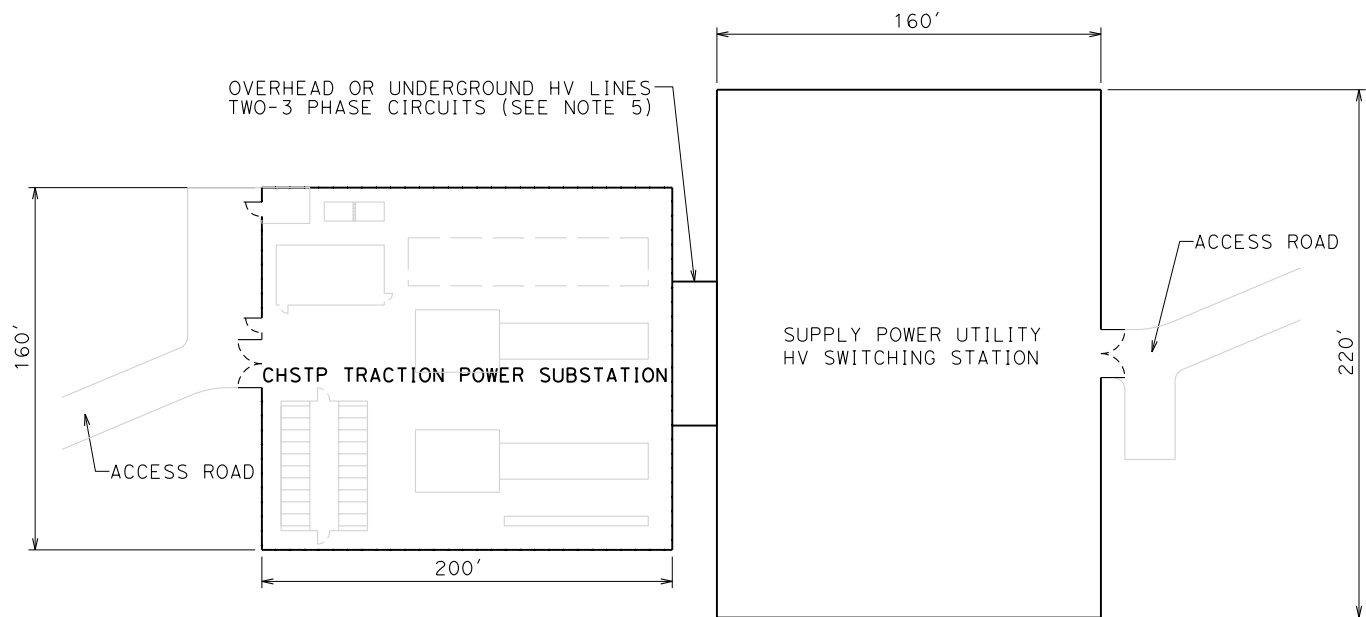 160′
OVERHEAD OR UNDERGROUND HV LINES
TWO-3 PHASE CIRCUITS (SEE NOTE 5)
ACCESS ROAD
SUPPLY POWER UTILITY
HV SWITCHING STATION
160′
220′
CHSTP TRACTION POWER SUBSTATION
ACCESS ROAD
200′